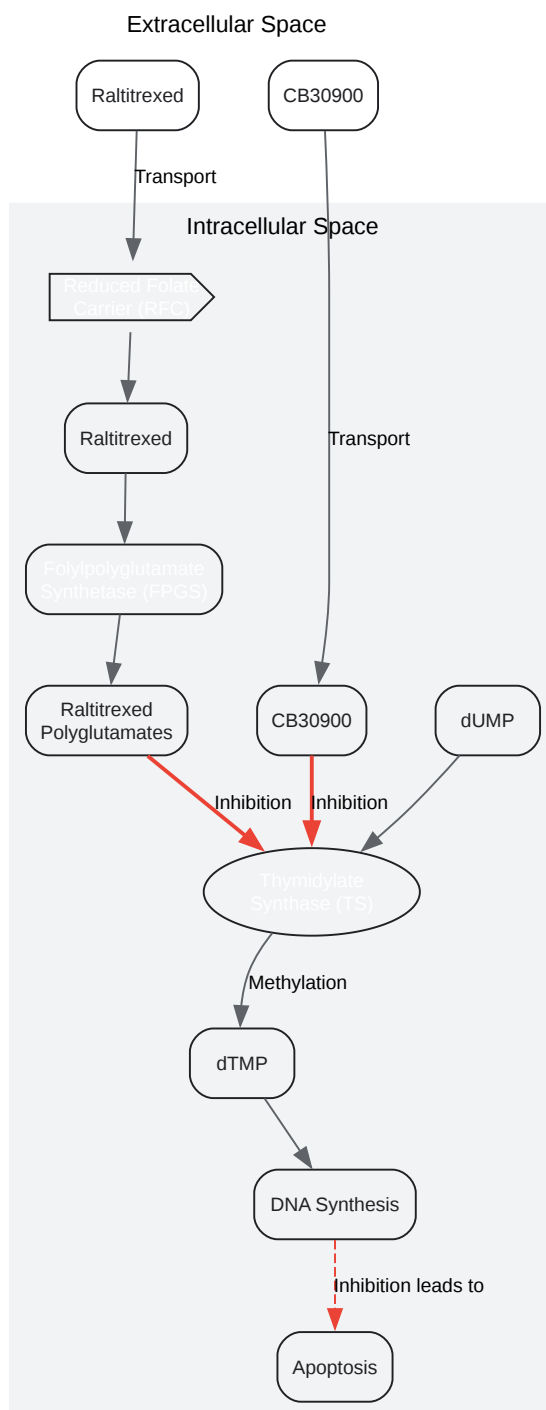 Extracellular Space
Raltitrexed
CB30900
Transport
Intracellular Space
Reduced Folate
Carrier (RFC)
Raltitrexed
Transport
Folylpolyglutamate
Synthetase (FPGS)
Raltitrexed
Polyglutamates
CB30900
dUMP
Inhibition
Inhibition
Thymidylate
Synthase (TS)
Methylation
dTMP
DNA Synthesis
Inhibition leads to
Apoptosis